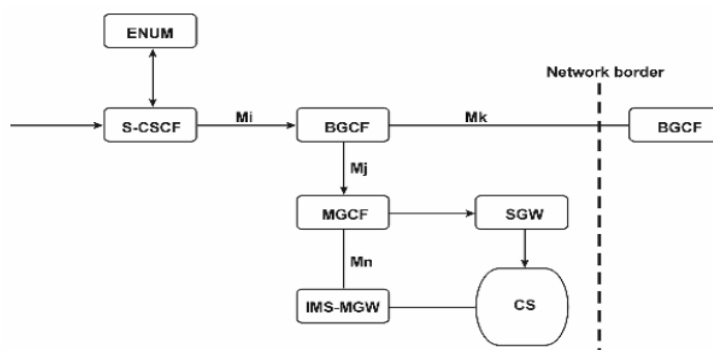 ENUM
Network border
S-CSCF
Mi
BGCF
Mk
BGCF
Mj
MGCF
SGW
Mn
IMS-MGW
CS